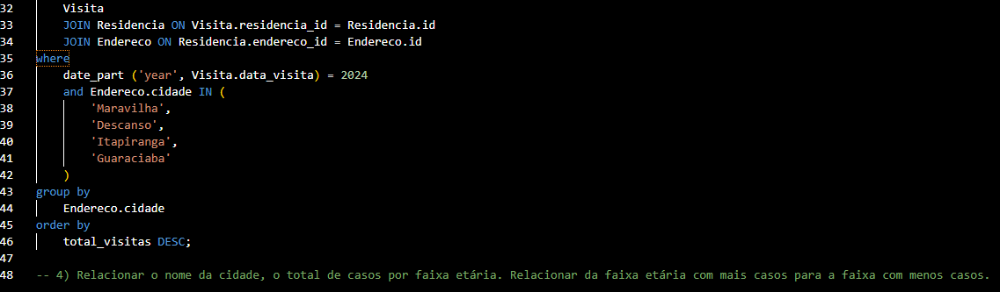 32 Visita
33 JOIN Residencia ON Visita.residencia_id = Residencia.id
34 JOIN Endereco ON Residencia.endereco_id = Endereco.id
35 where
36 date_part ('year', Visita.data_visita) = 2024
37 and Endereco.cidade IN (
38 'Maravilha',
39 'Descanso',
40 'Itapiranga',
41 'Guaraciaba'
42 )
43 group by
44 Endereco.cidade
45 order by
46 total_visitas DESC;
47
48 -- 4) Relacionar o nome da cidade, o total de casos por faixa etária. Relacionar da faixa etária com mais casos para a faixa com menos casos.